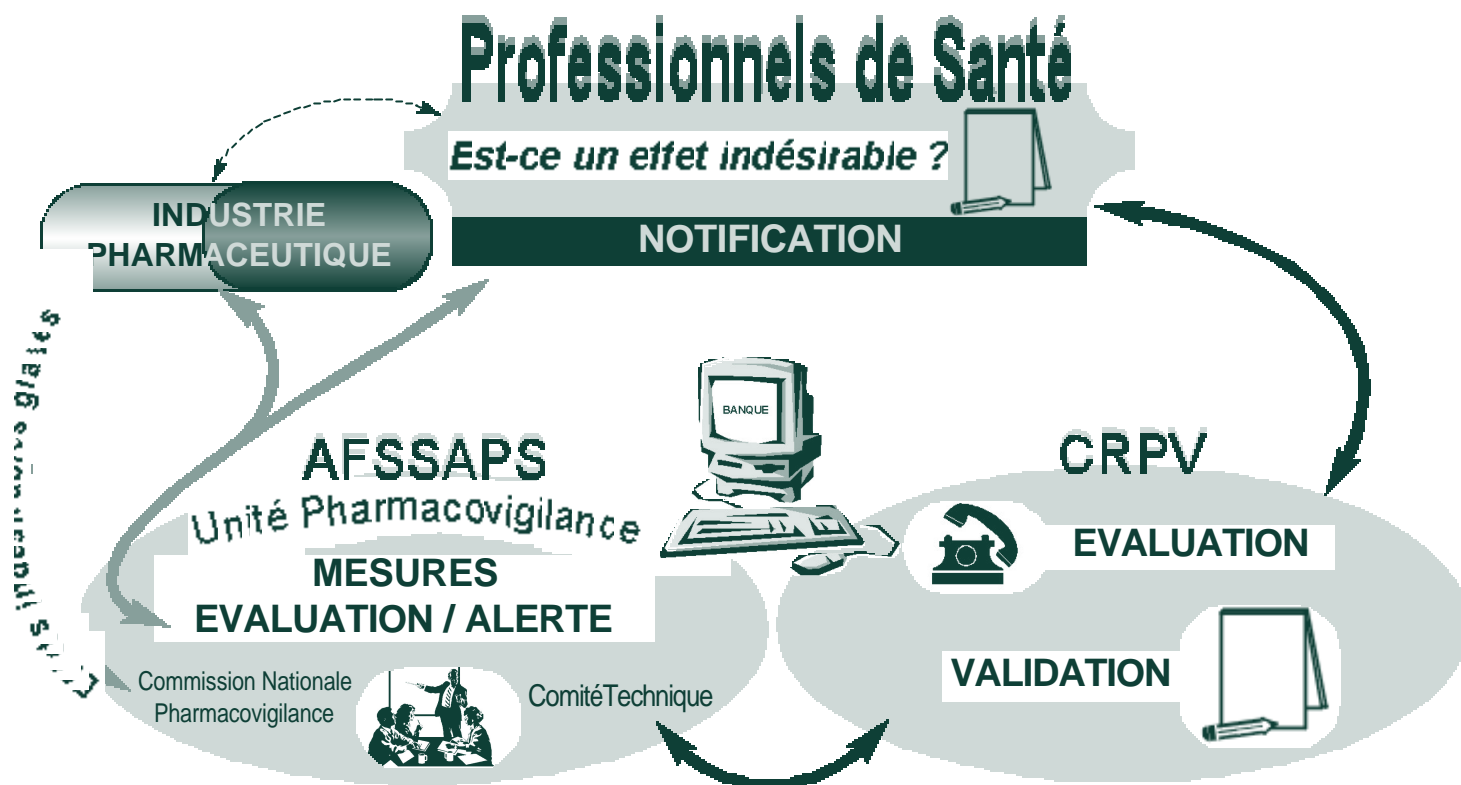 Professionnels de Santé
Est-ce un effet indésirable ?
NOTIFICATION
INDUSTRIE
PHARMACEUTIQUE
BANQUE
AFSSAPS
Unité Pharmacovigilance
MESURES
EVALUATION / ALERTE
Commission Nationale
Pharmacovigilance
ComitéTechnique
CRPV
EVALUATION
VALIDATION